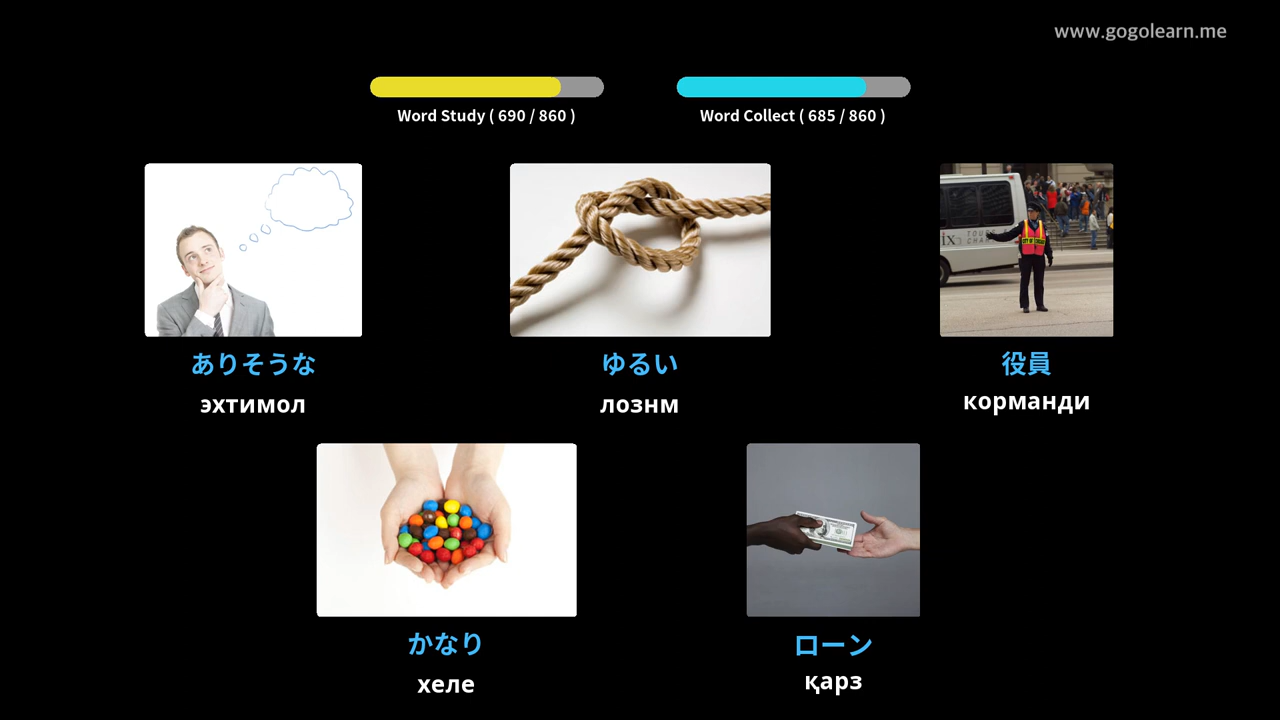 www.gogolearn.me
Word Study ( 690 / 860 )
Word Collect ( 685 / 860 )
ありそうな
эхтимол
ゆるい
лознм
役員
корманди
かなり
хеле
ローン
қарз